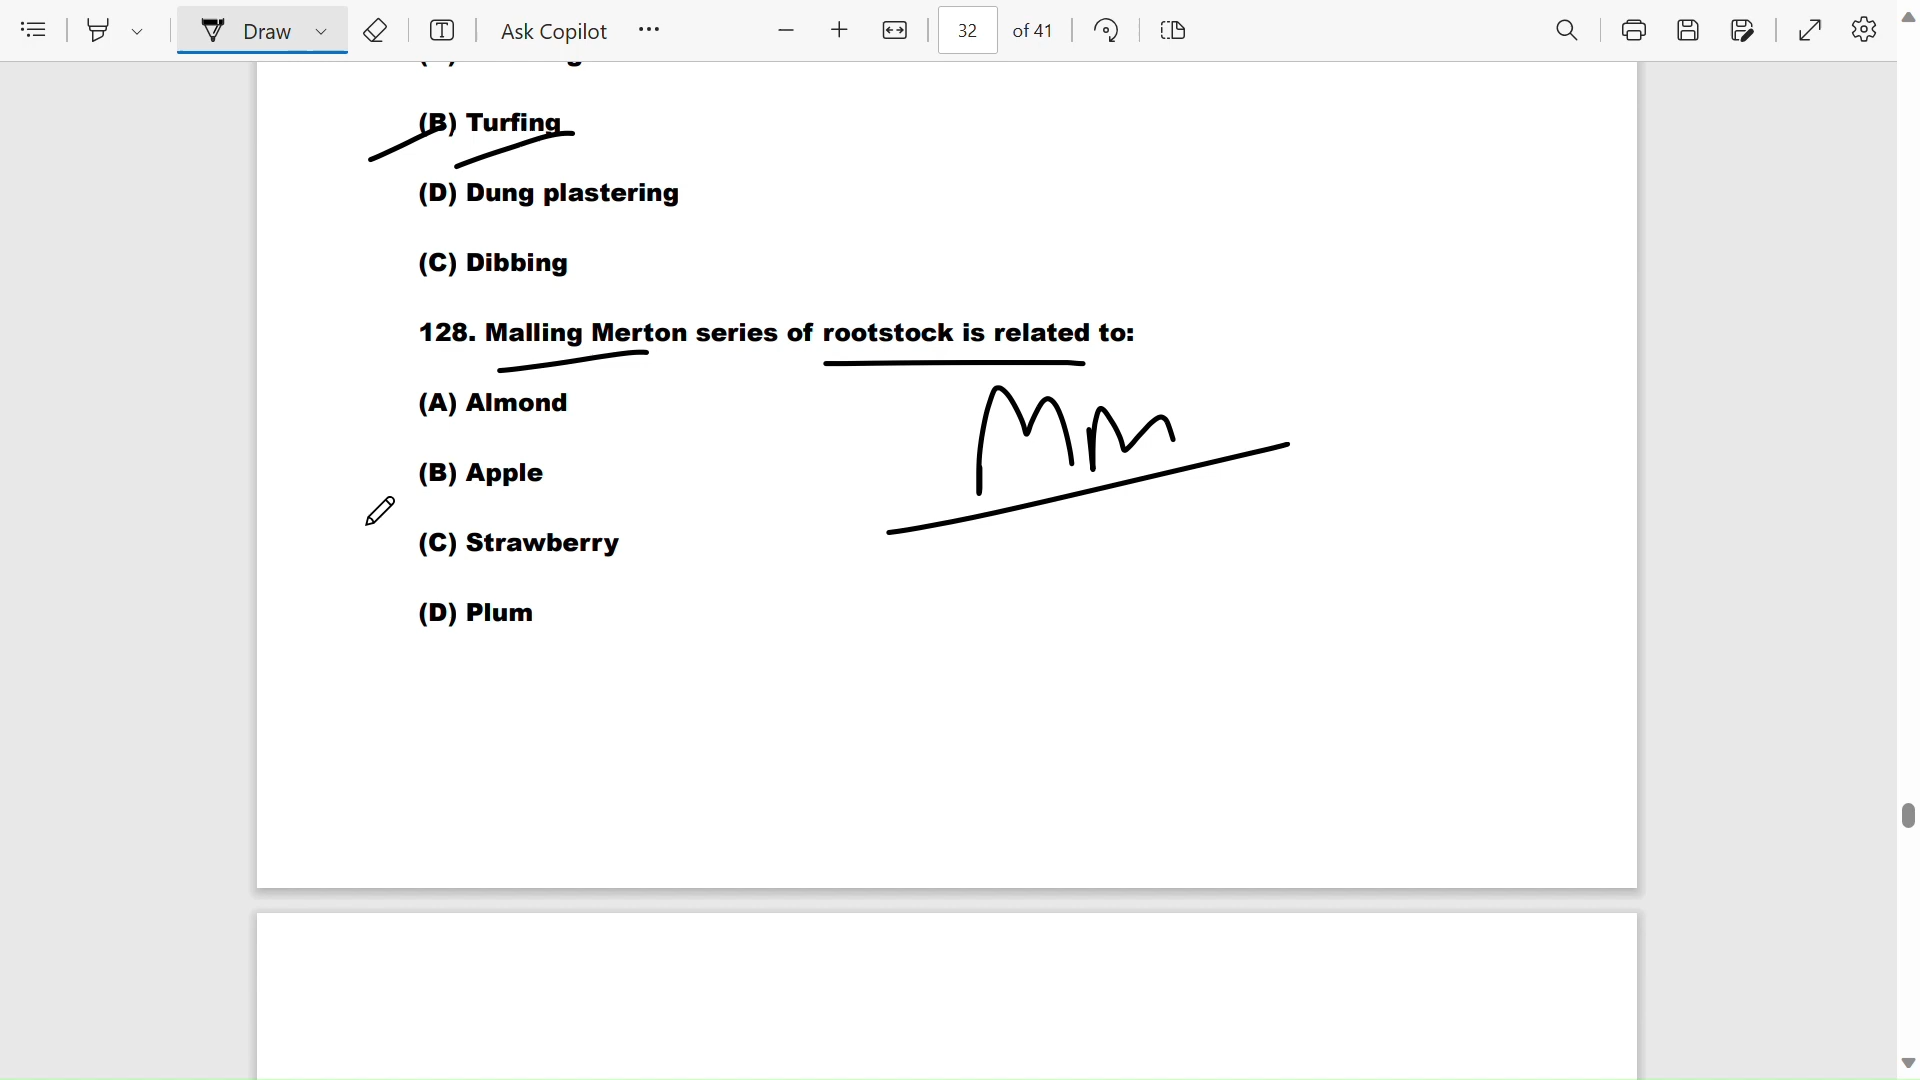 Draw
Ask Copilot
32 of 41
(B) Turfing
(D) Dung plastering
(C) Dibbing
128. Malling Merton series of rootstock is related to:
(A) Almond
Mm
(B) Apple
(C) Strawberry
(D) Plum